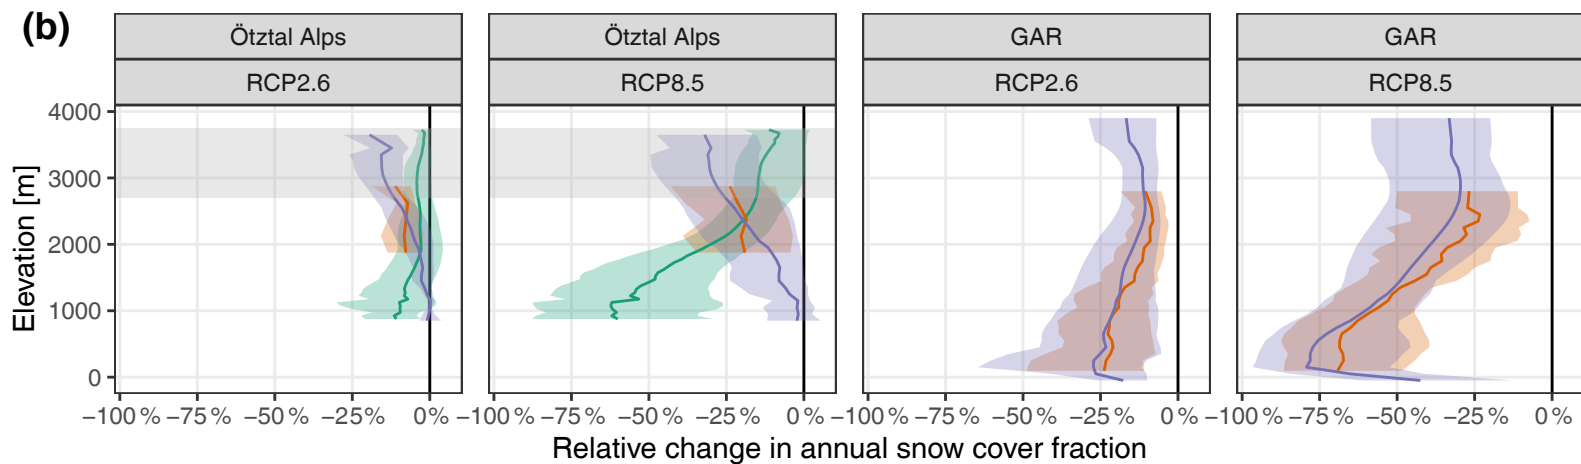 (b)
Ötztal Alps Ötztal Alps GAR GAR
RCP2.6 RCP8.5 RCP2.6 RCP8.5
4000
3000
2000
1000
0
Elevation [m]
−100 % −75 % −50 % −25 % 0 % −100 % −75 % −50 % −25 % 0 % −100 % −75 % −50 % −25 % 0 % −100 % −75 % −50 % −25 % 0 %
Relative change in annual snow cover fraction